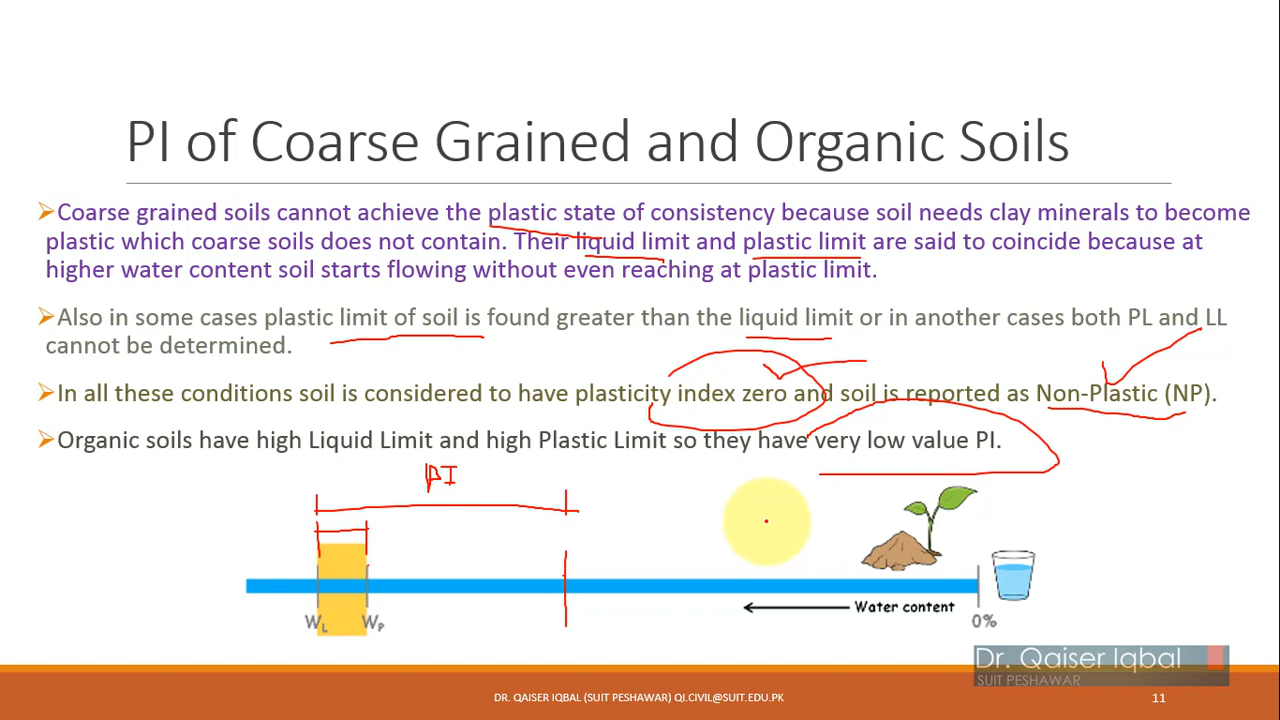 PI of Coarse Grained and Organic Soils
Coarse grained soils cannot achieve the plastic state of consistency because soil needs clay minerals to become
plastic which coarse soils does not contain. Their liquid limit and plastic limit are said to coincide because at
higher water content soil starts flowing without even reaching at plastic limit.
Also in some cases plastic limit of soil is found greater than the liquid limit or in another cases both PL and LL
cannot be determined.
In all these conditions soil is considered to have plasticity index zero and soil is reported as Non-Plastic (NP).
Organic soils have high Liquid Limit and high Plastic Limit so they have very low value PI.
PI
Water content
WL WP 0%
Dr. Qaiser Iqbal
SUIT PESHAWAR
DR. QAISER IQBAL (SUIT PESHAWAR) QI.CIVIL@SUIT.EDU.PK 11